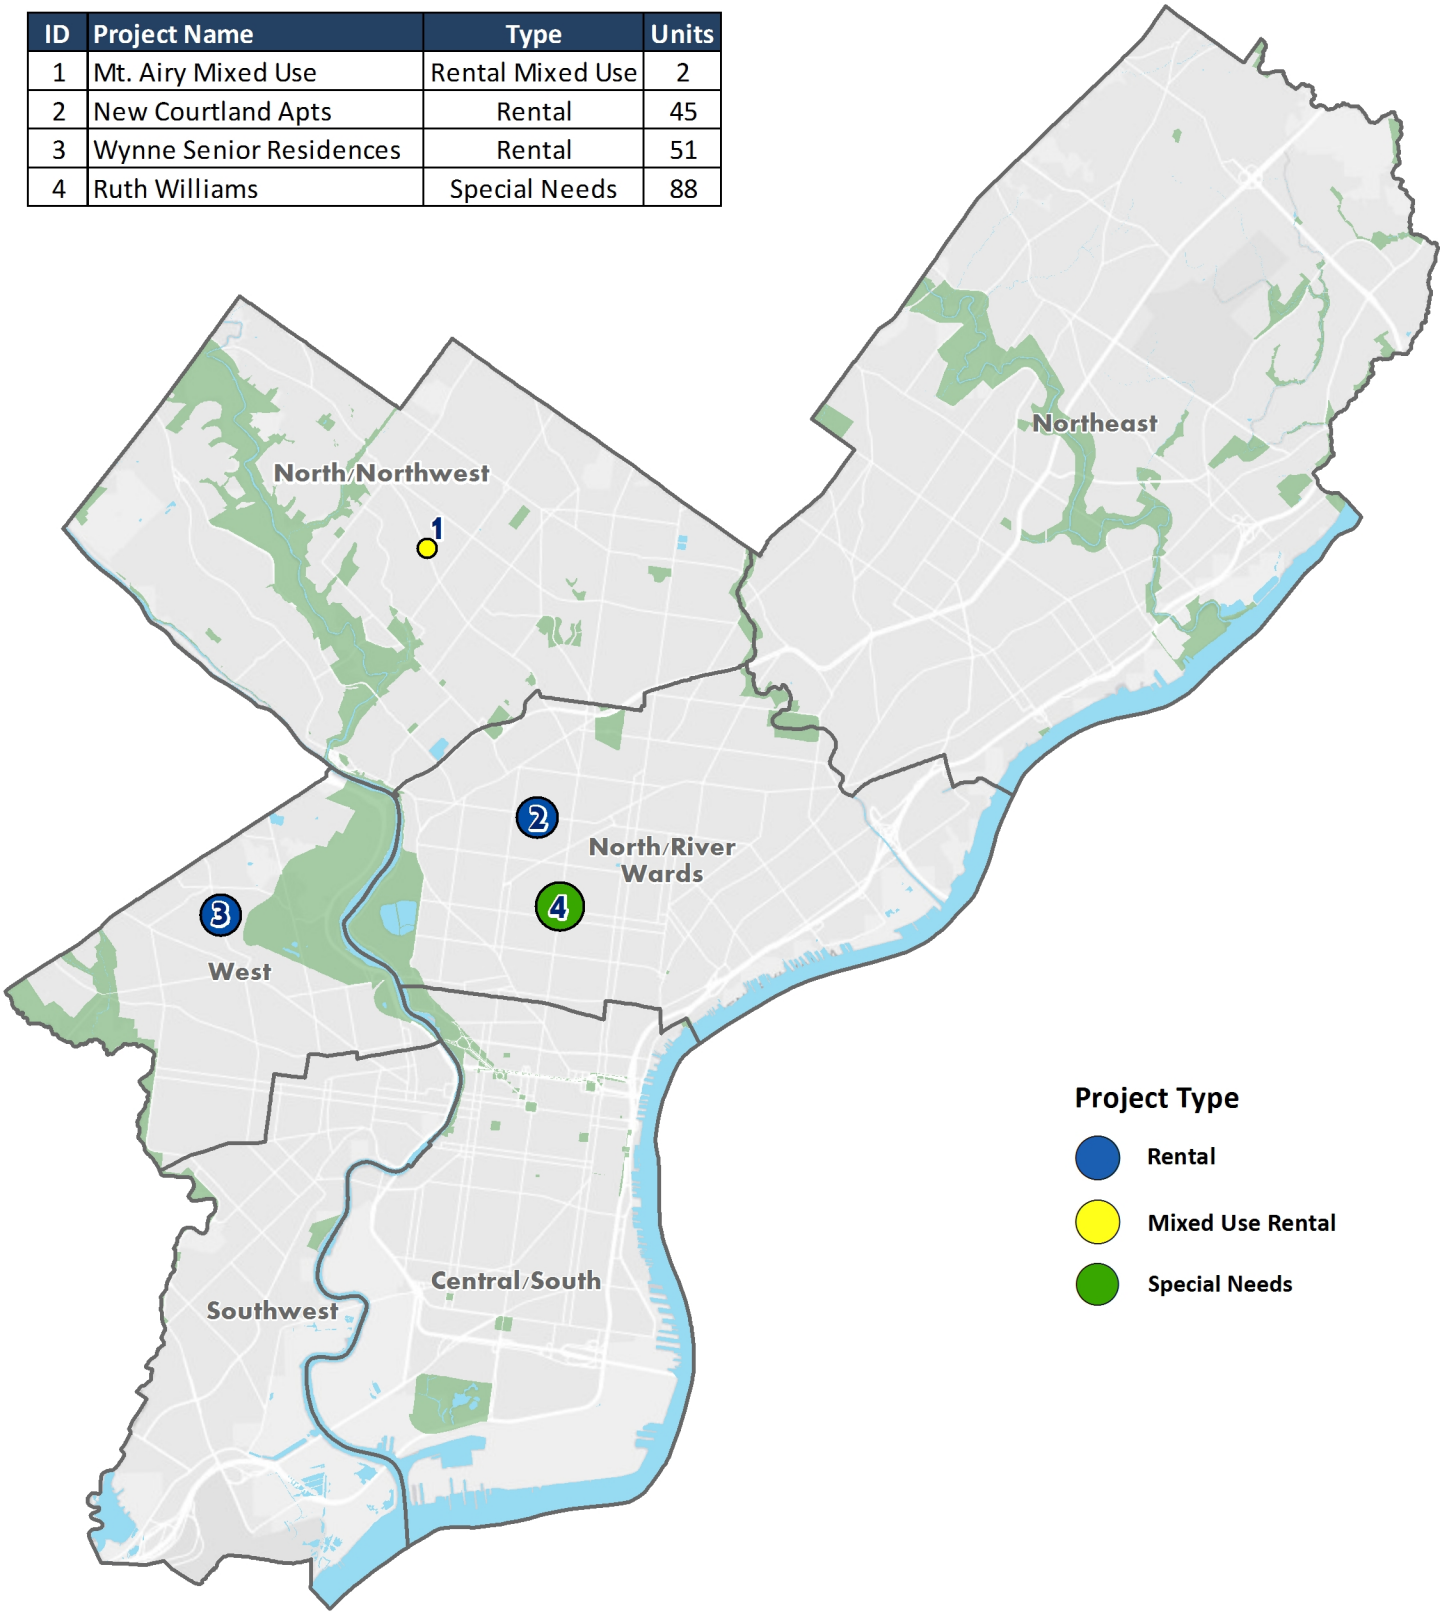 ID Project Name Type Units
1 Mt. Airy Mixed Use Rental Mixed Use 2
2 New Courtland Apts Rental 45
3 Wynne Senior Residences Rental 51
4 Ruth Williams Special Needs 88
Northeast
North/Northwest
1
2
North/River
Wards
4
3
West
Project Type
Rental
Mixed Use Rental
Special Needs
Central/South
Southwest